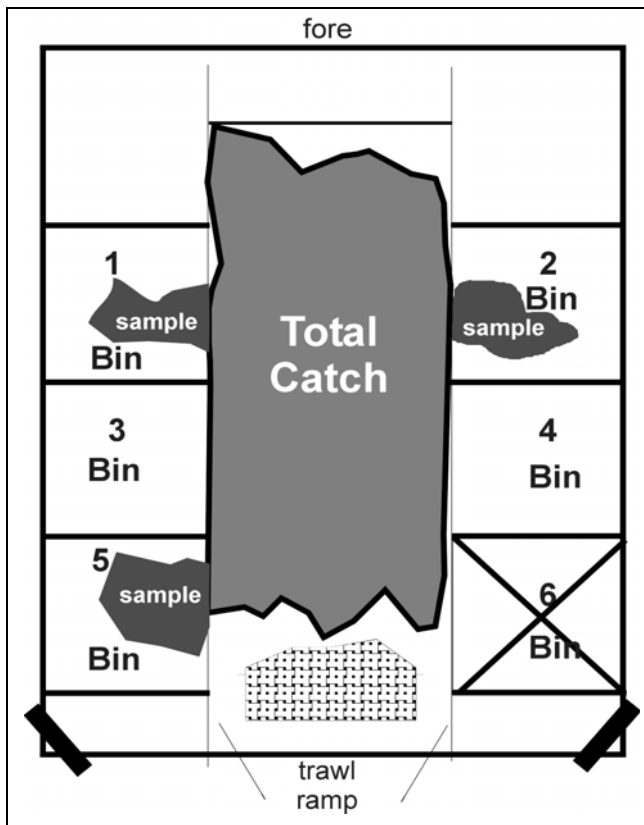 fore
1
sample
Bin
2
Bin
sample
Total
Catch
3
Bin
4
Bin
5
sample
Bin
6
Bin
trawl
ramp